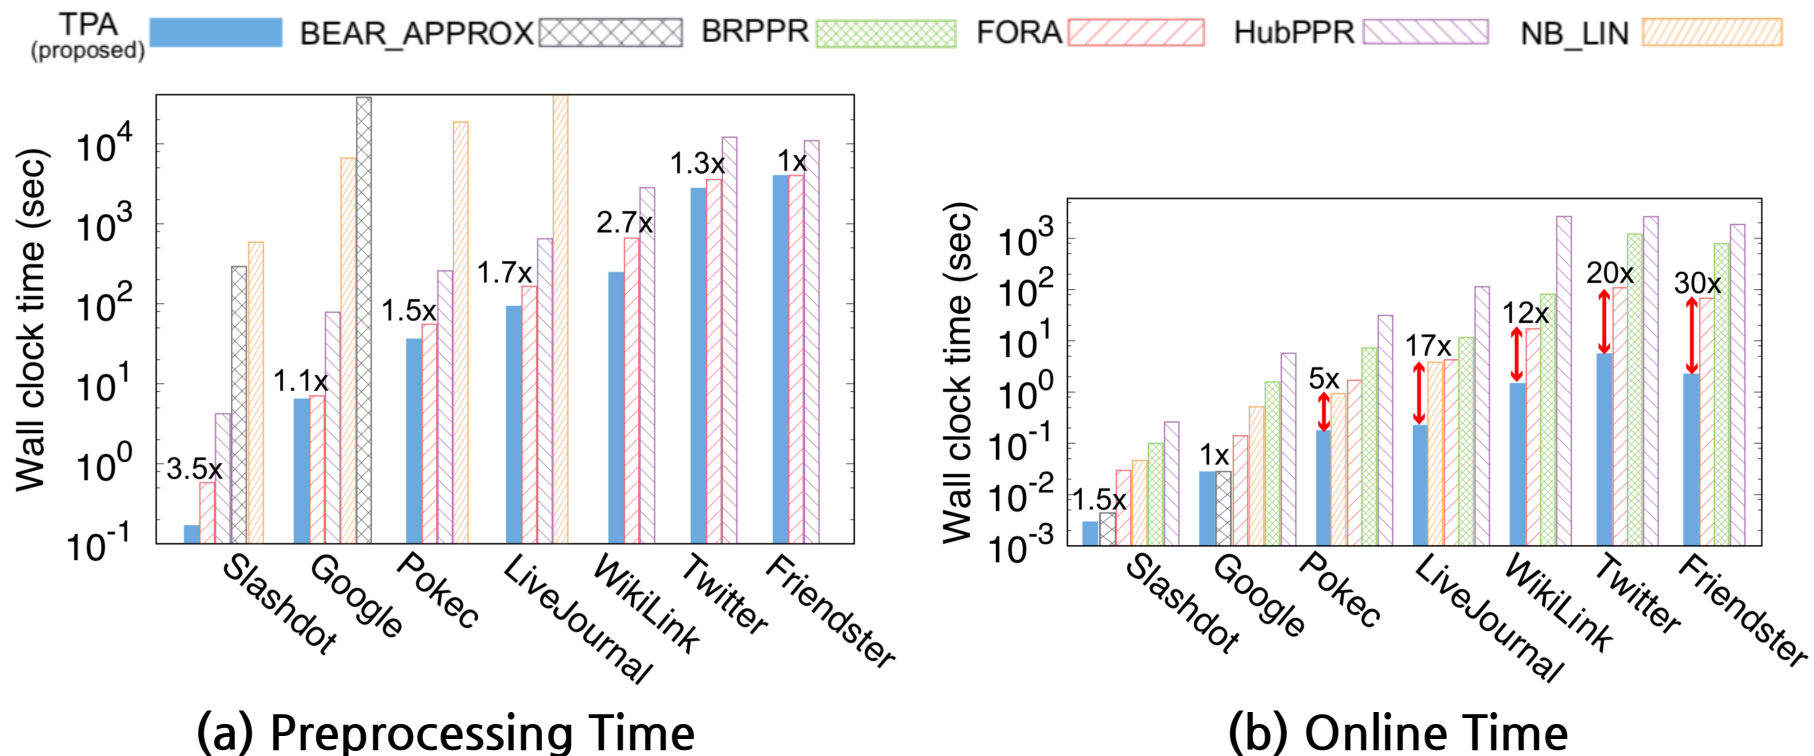 TPA
(proposed)
BEAR_APPROX
BRPPR
FORA
HubPPR
NB_LIN
Wall clock time (sec)
10^4
10^3
10^2
10^1
10^0
10^-1
3.5x
1.1x
1.5x
1.7x
2.7x
1.3x
1x
Slashdot
Google
Pokec
LiveJournal
WikiLink
Twitter
Friendster
(a) Preprocessing Time
Wall clock time (sec)
10^3
10^2
10^1
10^0
10^-1
10^-2
10^-3
1.5x
1x
5x
17x
12x
20x
30x
Slashdot
Google
Pokec
LiveJournal
WikiLink
Twitter
Friendster
(b) Online Time